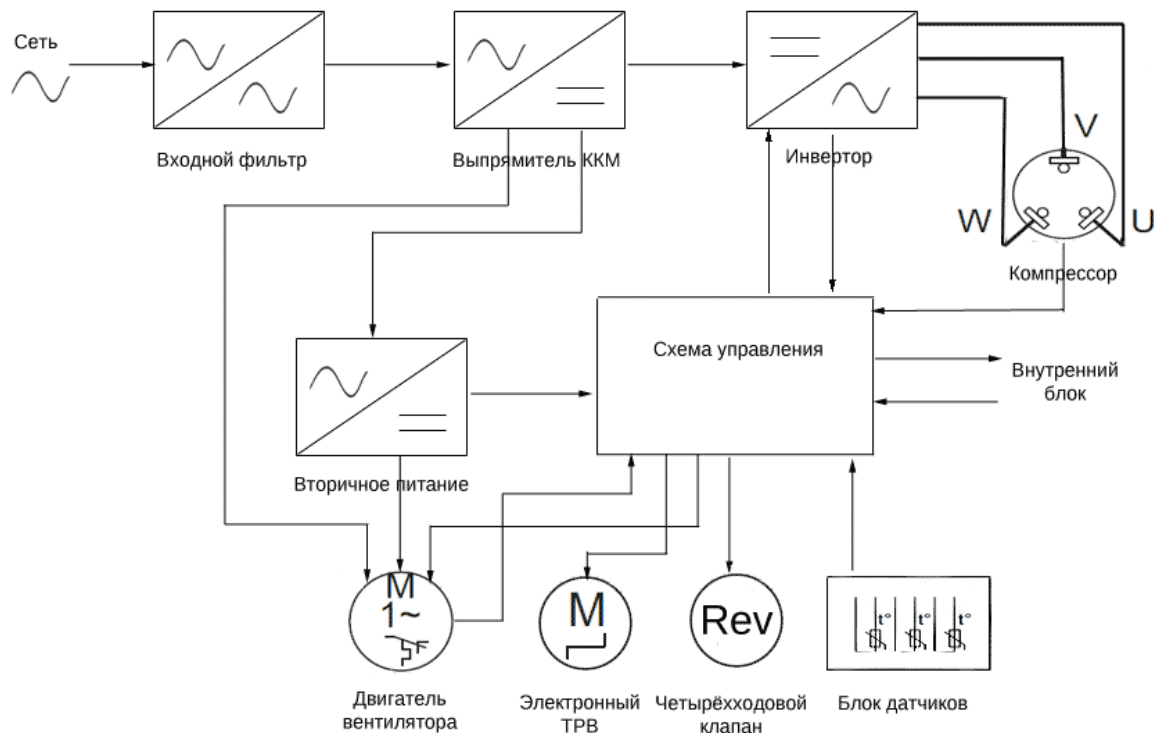 Сеть
Входной фильтр
Выпрямитель ККМ
Инвертор
V
W
U
Компрессор
Схема управления
Внутренний
блок
Вторичное питание
M
1~
M
Rev
t°
t°
t°
Двигатель
вентилятора
Электронный
ТРВ
Четырёхходовой
клапан
Блок датчиков